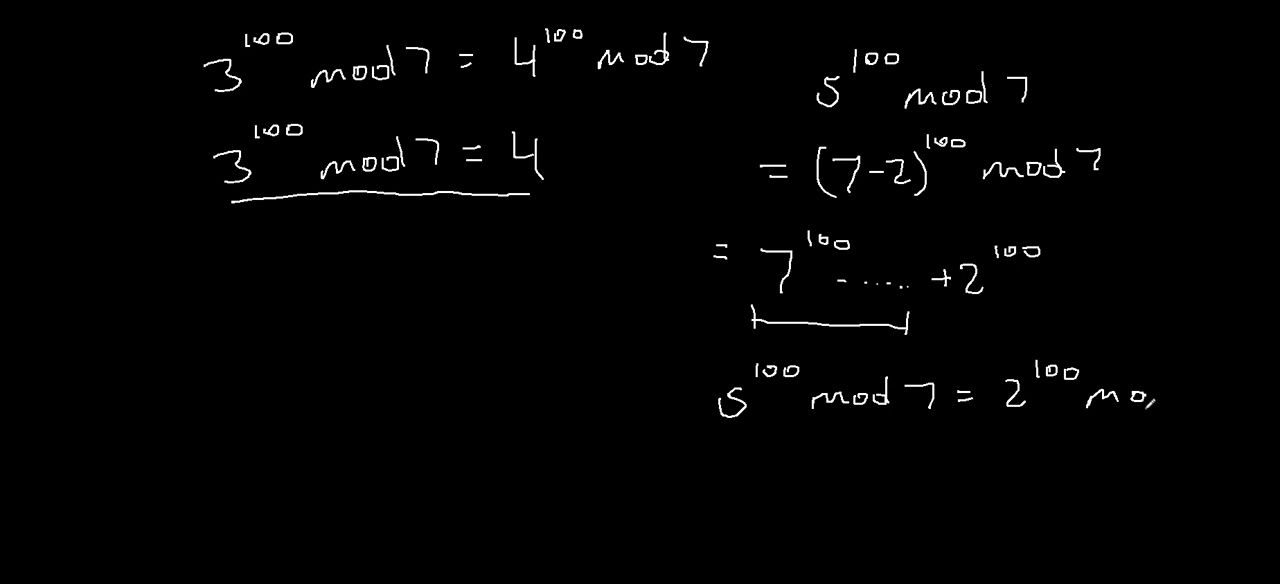 3^100 mod 7 = 4^100 mod 7
3^100 mod 7 = 4
5^100 mod 7
= (7-2)^100 mod 7
= 7^100 ...... + 2^100
5^100 mod 7 = 2^100 mo